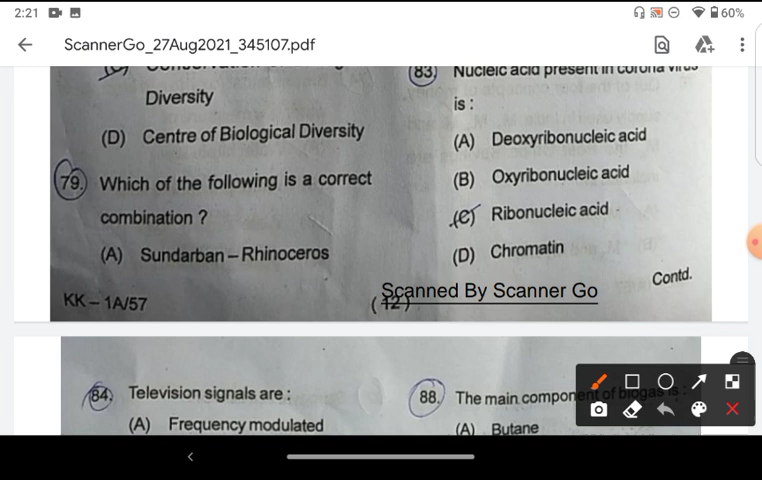 2:21
60%
ScannerGo_27Aug2021_345107.pdf
Diversity
(D) Centre of Biological Diversity
79. Which of the following is a correct
combination ?
(A) Sundarban – Rhinoceros
KK – 1A/57
(12)
83. Nucleic acid present in corona virus
is :
(A) Deoxyribonucleic acid
(B) Oxyribonucleic acid
(C) Ribonucleic acid
(D) Chromatin
Contd.
Scanned By Scanner Go
84. Television signals are :
(A) Frequency modulated
88. The main component of biogas is :
(A) Butane